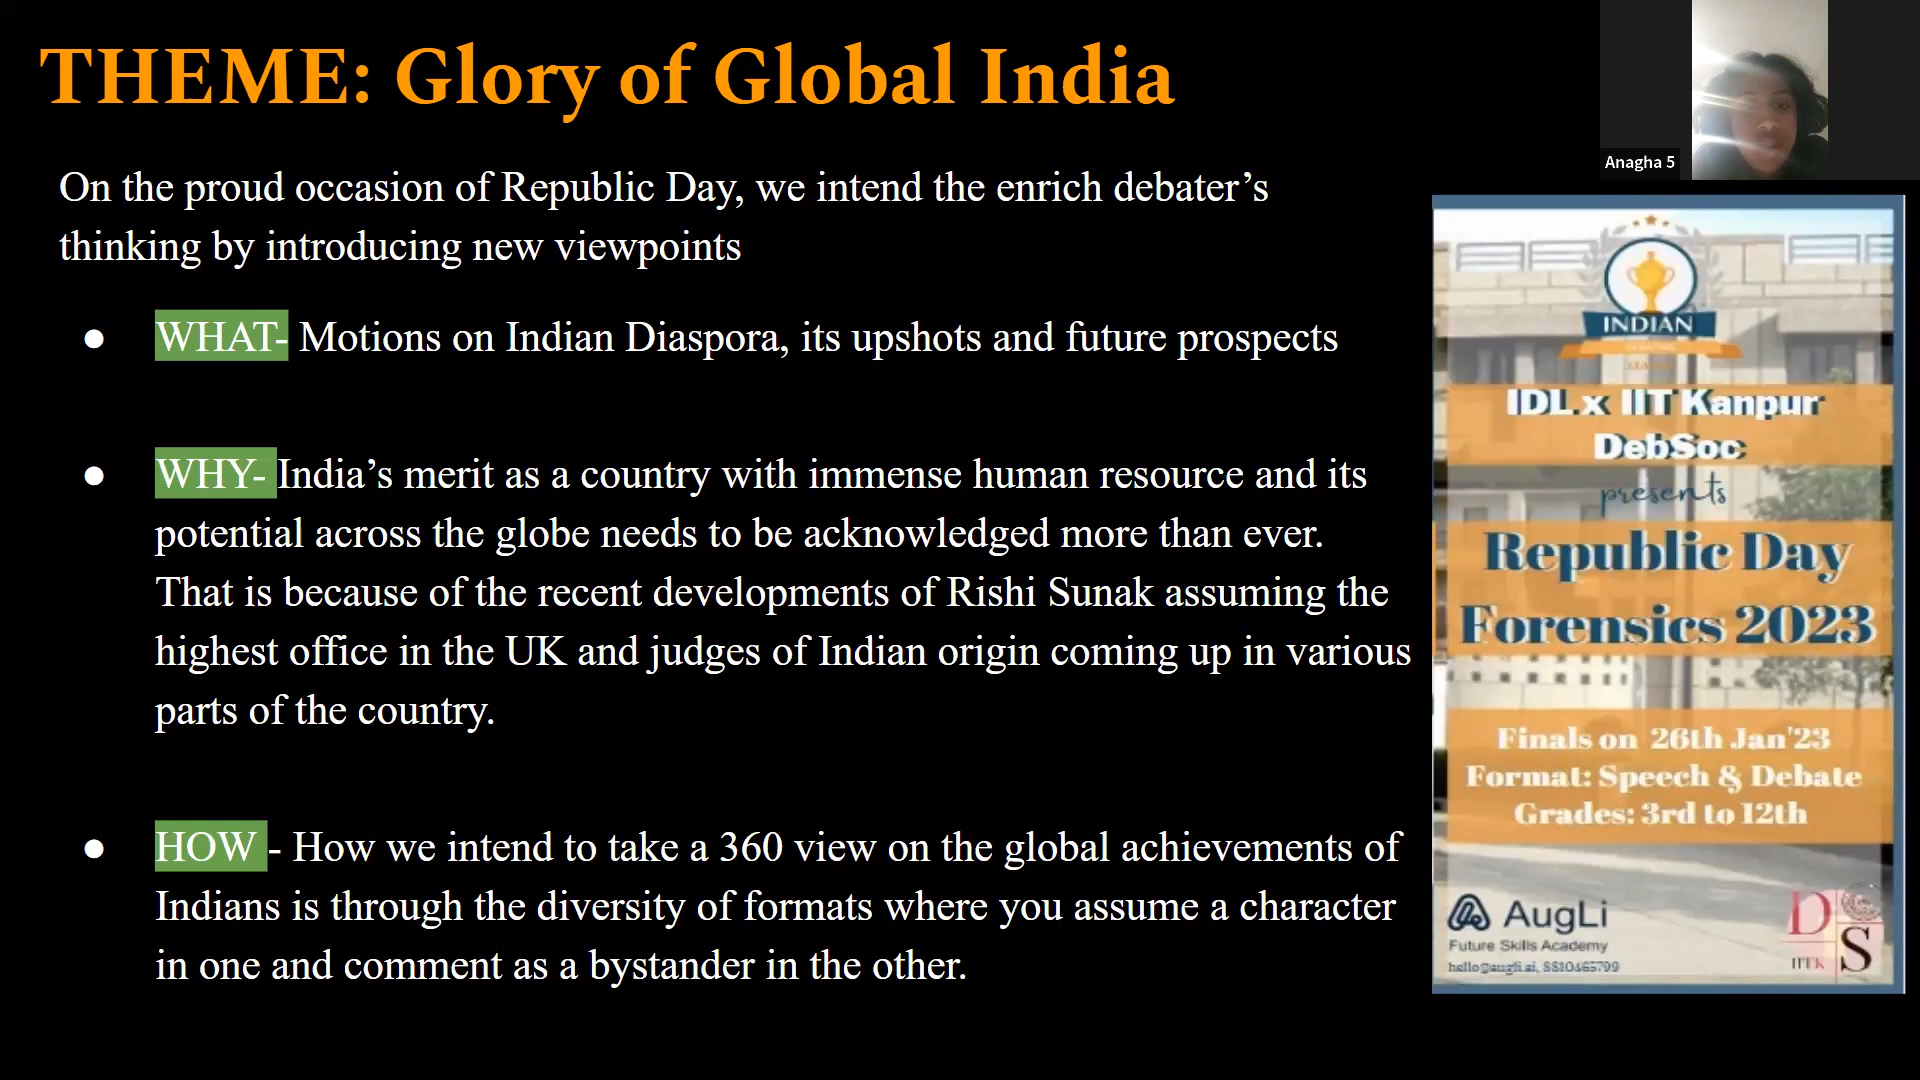 THEME: Glory of Global India
Anagha 5
On the proud occasion of Republic Day, we intend the enrich debater’s
thinking by introducing new viewpoints
● WHAT- Motions on Indian Diaspora, its upshots and future prospects
● WHY- India’s merit as a country with immense human resource and its
potential across the globe needs to be acknowledged more than ever.
That is because of the recent developments of Rishi Sunak assuming the
highest office in the UK and judges of Indian origin coming up in various
parts of the country.
● HOW - How we intend to take a 360 view on the global achievements of
Indians is through the diversity of formats where you assume a character
in one and comment as a bystander in the other.
INDIAN
IDL x IIT Kanpur
DebSoc
presents
Republic Day
Forensics 2023
Finals on 26th Jan'23
Format: Speech & Debate
Grades: 3rd to 12th
AugLi
Future Skills Academy
D
S
IITK